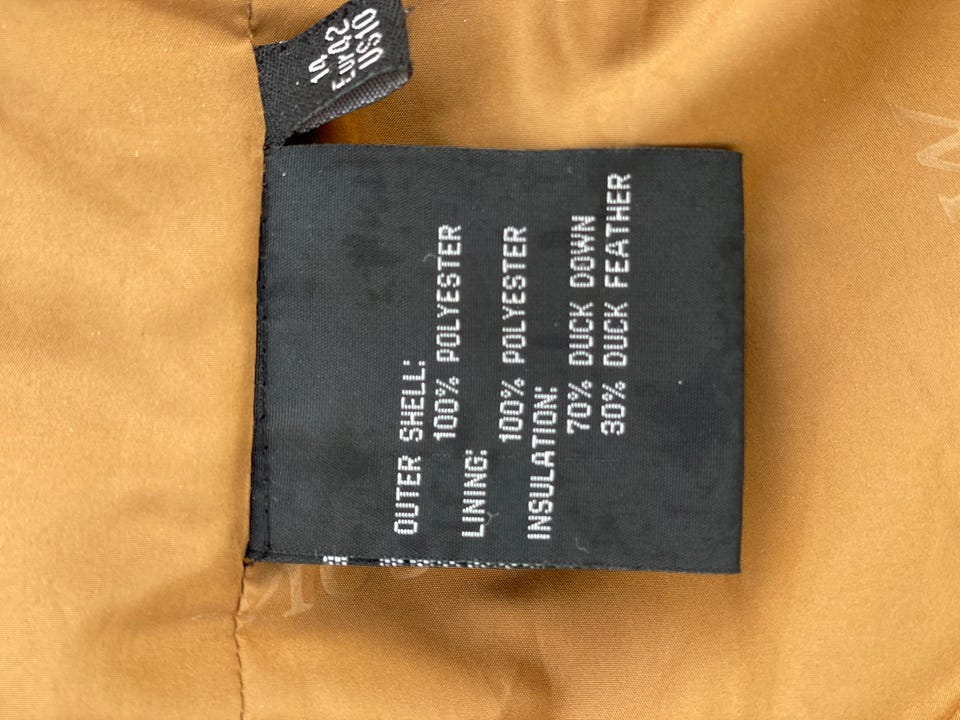 14
EUR42
US10
OUTER SHELL:
100% POLYESTER
LINING:
100% POLYESTER
INSULATION:
70% DUCK DOWN
30% DUCK FEATHER